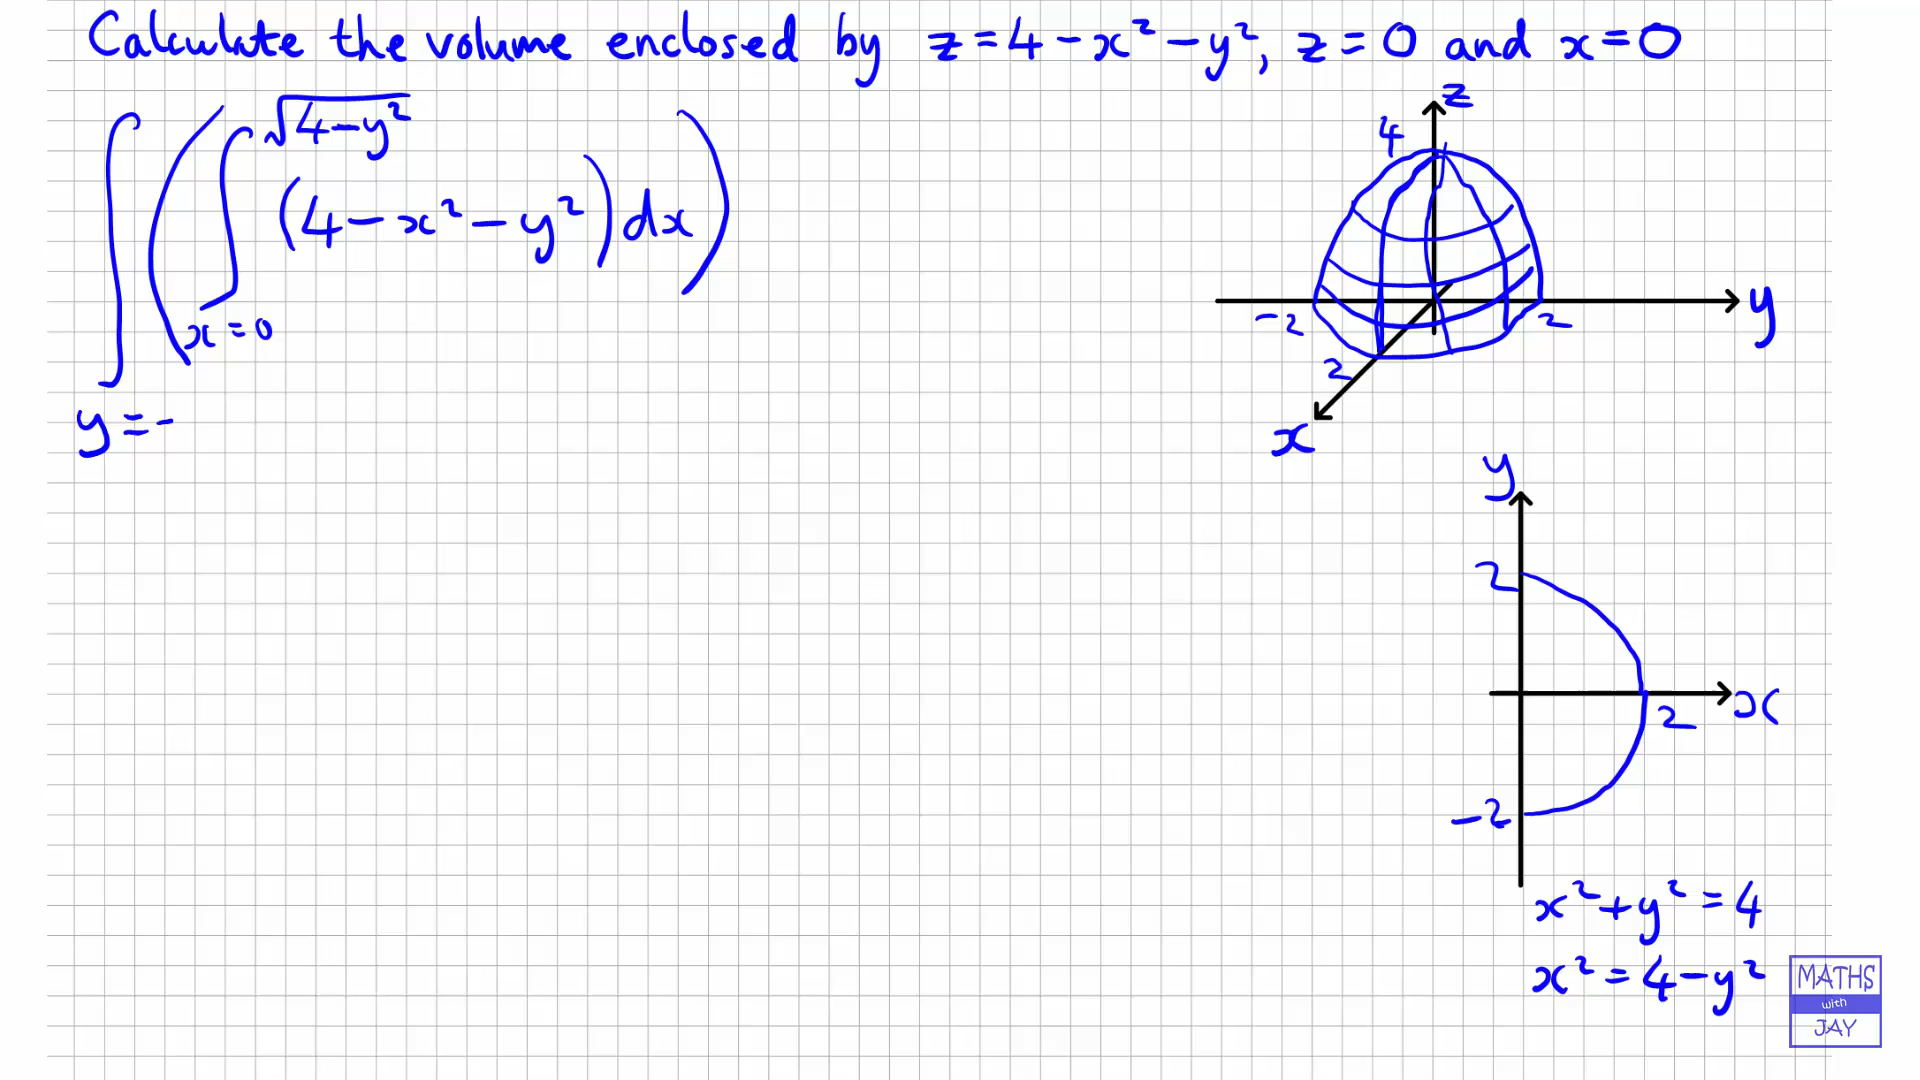 Calculate the volume enclosed by z = 4 - x² - y², z = 0 and x = 0
∫ ( ∫ √(4-y²)
(4 - x² - y²) dx )
x = 0
y = -
z
4
-2
2
y
2
x
y
2
2
x
-2
x² + y² = 4
x² = 4 - y²
MATHS
with
JAY